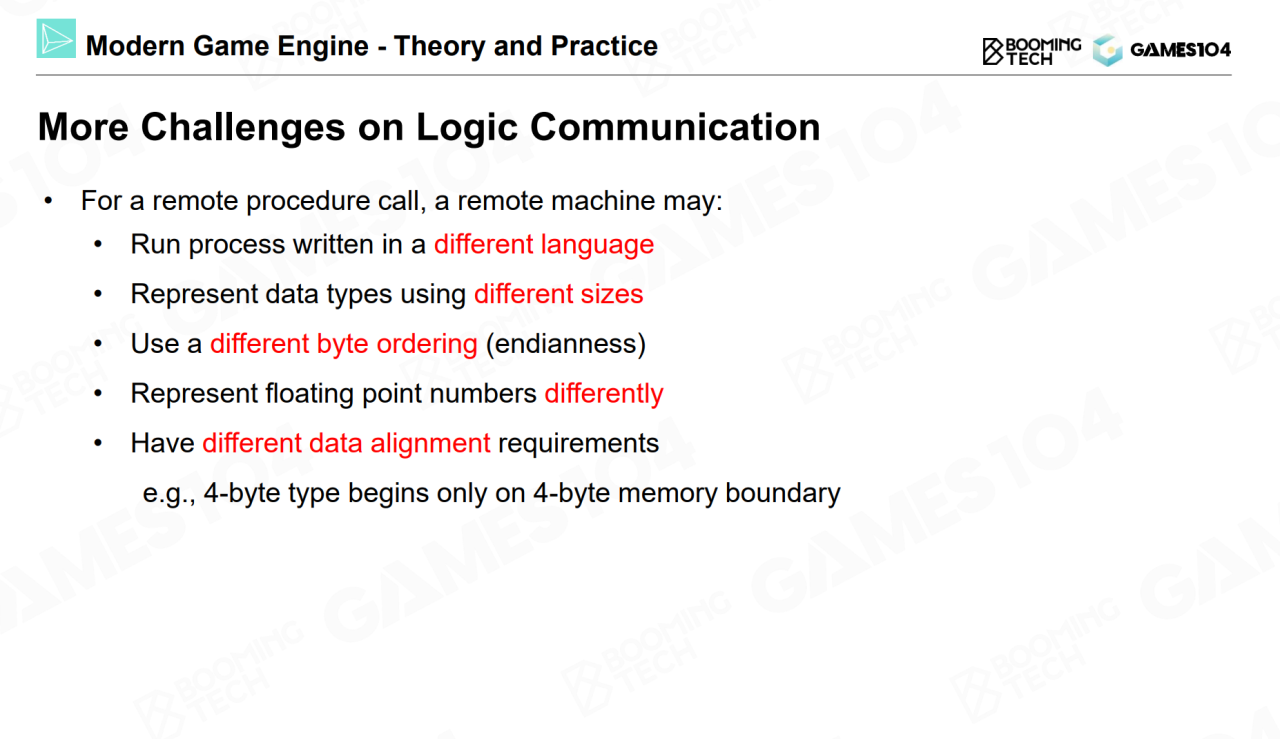 Modern Game Engine - Theory and Practice
BOOMING
TECH
GAMES104
More Challenges on Logic Communication
• For a remote procedure call, a remote machine may:
• Run process written in a different language
• Represent data types using different sizes
• Use a different byte ordering (endianness)
• Represent floating point numbers differently
• Have different data alignment requirements
e.g., 4-byte type begins only on 4-byte memory boundary